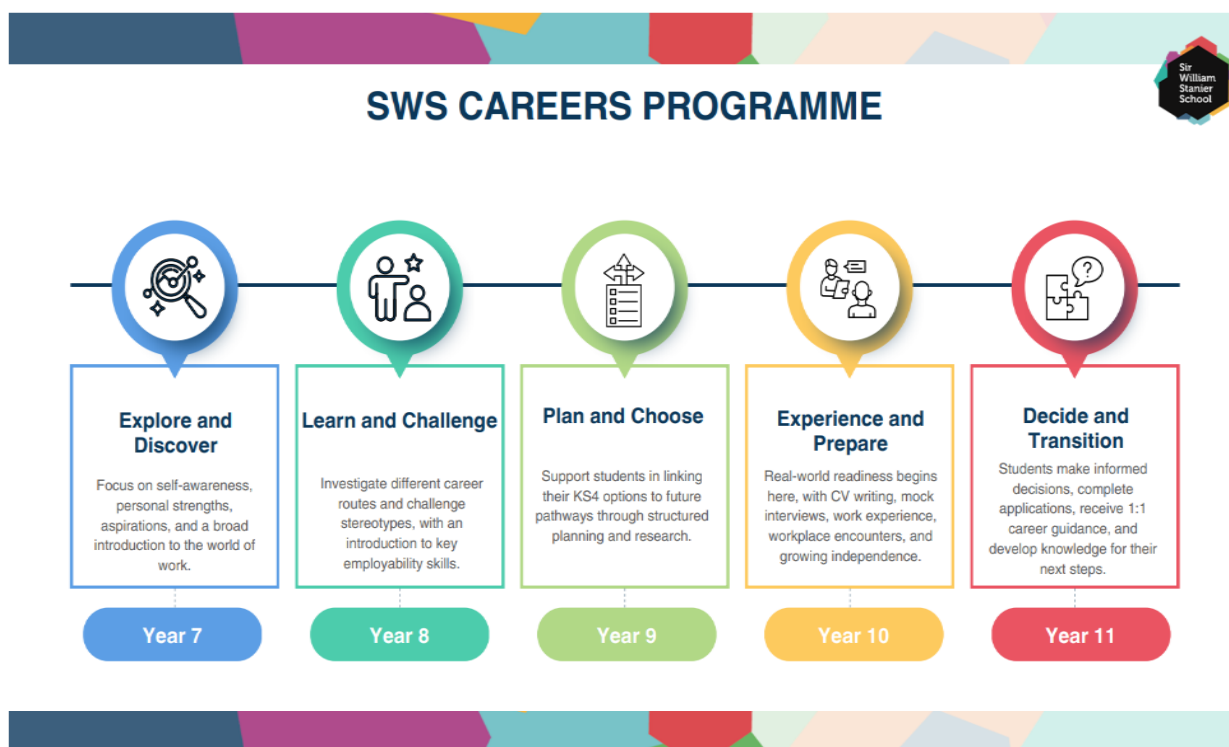 Sir
William
Stanier
School
SWS CAREERS PROGRAMME
?
Explore and
Discover
Focus on self-awareness,
personal strengths,
aspirations, and a broad
introduction to the world of
work.
Year 7
Learn and Challenge
Investigate different career
routes and challenge
stereotypes, with an
introduction to key
employability skills.
Year 8
Plan and Choose
Support students in linking
their KS4 options to future
pathways through structured
planning and research.
Year 9
Experience and
Prepare
Real-world readiness begins
here, with CV writing, mock
interviews, work experience,
workplace encounters, and
growing independence.
Year 10
Decide and
Transition
Students make informed
decisions, complete
applications, receive 1:1
career guidance, and
develop knowledge for their
next steps.
Year 11